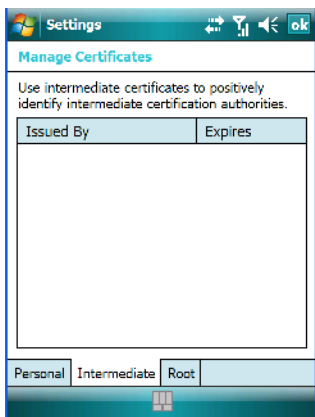 Settings
ok
Manage Certificates
Use intermediate certificates to positively
identify intermediate certification authorities.
Issued By Expires
Personal Intermediate Root